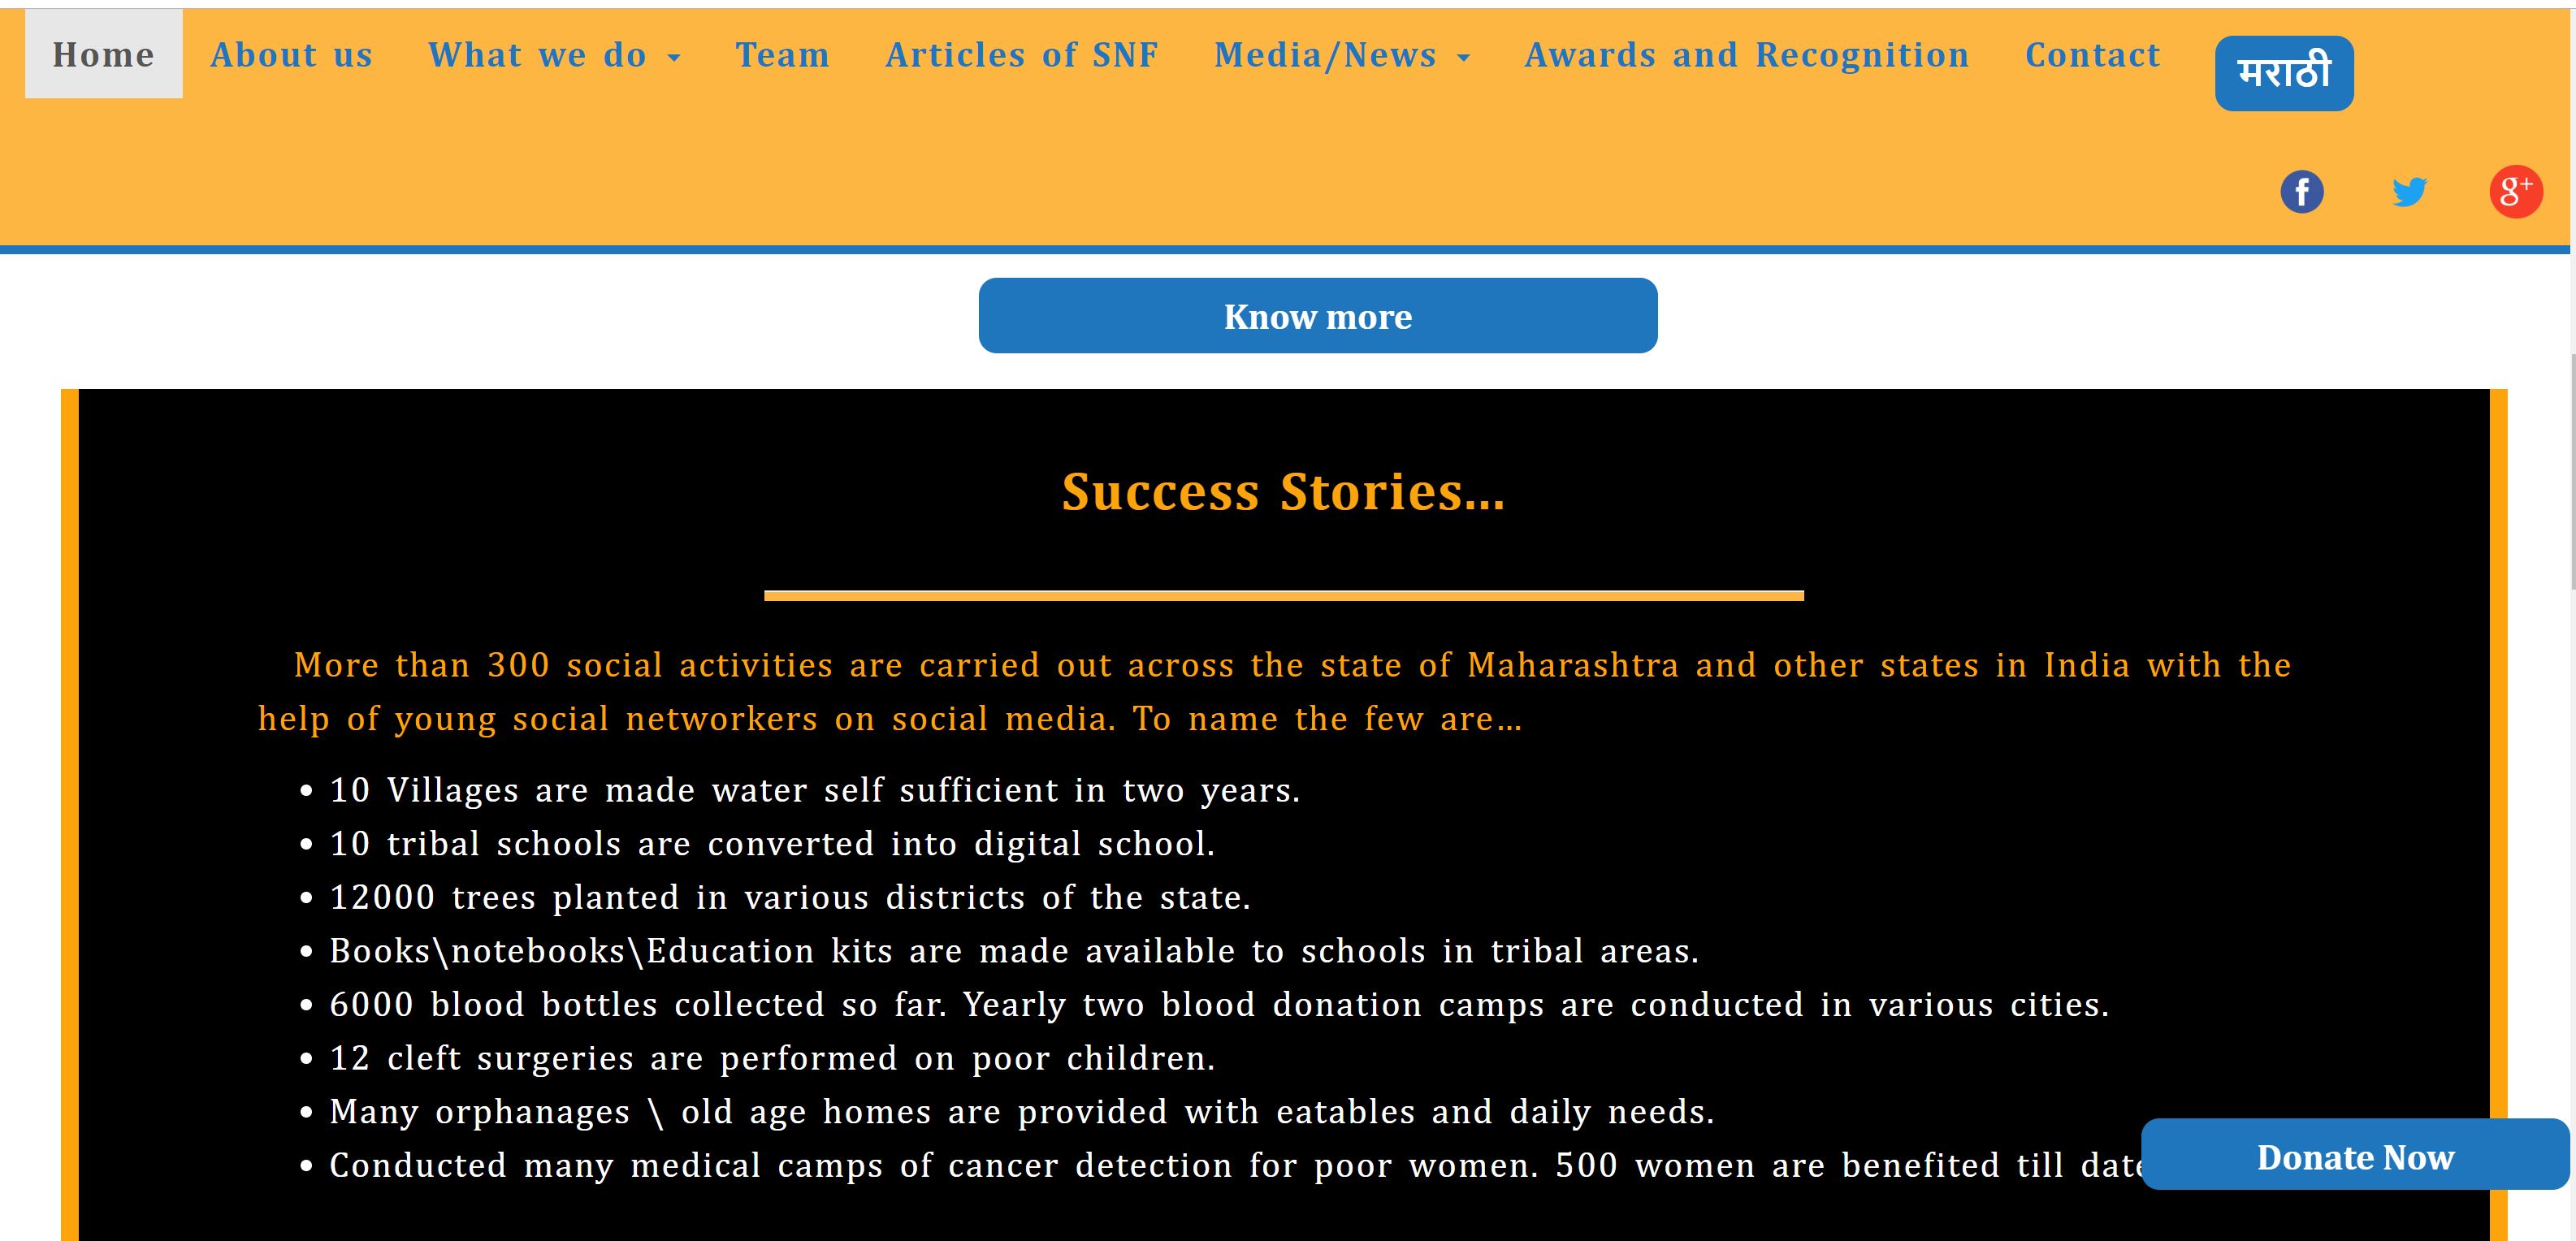 Home About us What we do Team Articles of SNF Media/News Awards and Recognition Contact मराठी
f g+
Know more
Success Stories...
More than 300 social activities are carried out across the state of Maharashtra and other states in India with the
help of young social networkers on social media. To name the few are...
• 10 Villages are made water self sufficient in two years.
• 10 tribal schools are converted into digital school.
• 12000 trees planted in various districts of the state.
• Books\notebooks\Education kits are made available to schools in tribal areas.
• 6000 blood bottles collected so far. Yearly two blood donation camps are conducted in various cities.
• 12 cleft surgeries are performed on poor children.
• Many orphanages \ old age homes are provided with eatables and daily needs.
• Conducted many medical camps of cancer detection for poor women. 500 women are benefited till date
Donate Now